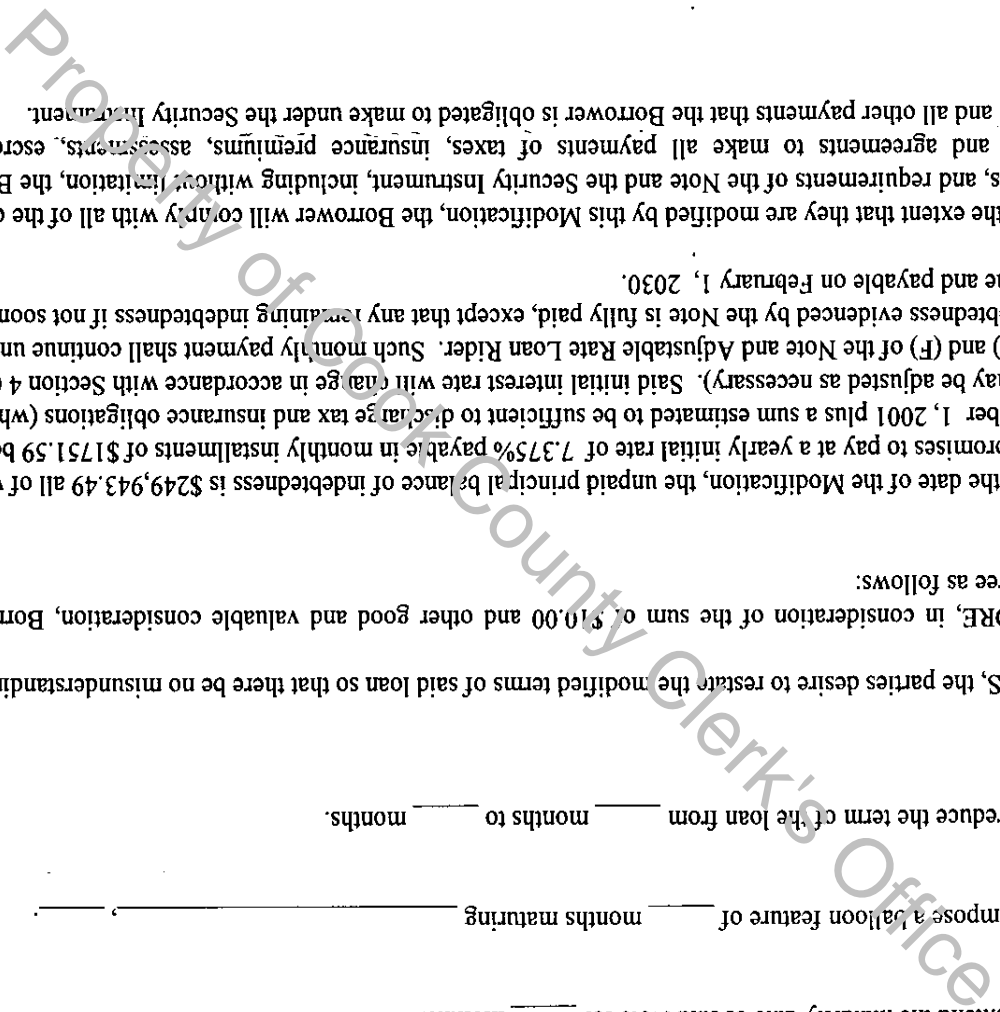 mpose a balloon feature of ____ months maturing ____________________, ____.
educe the term of the loan from ____ months to ____ months.
S, the parties desire to restate the modified terms of said loan so that there be no misunderstandin
ORE, in consideration of the sum of $10.00 and other good and valuable consideration, Borr
ee as follows:
the date of the Modification, the unpaid principal balance of indebtedness is $249,943.49 all of
romises to pay at a yearly initial rate of 7.375% payable in monthly installments of $1751.59 b
ber 1, 2001 plus a sum estimated to be sufficient to discharge tax and insurance obligations (wh
may be adjusted as necessary). Said initial interest rate will change in accordance with Section 4 (
) and (F) of the Note and Adjustable Rate Loan Rider. Such monthly payment shall continue un
btedness evidenced by the Note is fully paid, except that any remaining indebtedness if not soon
e and payable on February 1, 2030.
the extent that they are modified by this Modification, the Borrower will comply with all of the c
s, and requirements of the Note and the Security Instrument, including without limitation, the B
and agreements to make all payments of taxes, insurance premiums, assessments, escro
and all other payments that the Borrower is obligated to make under the Security Instrument.
Property of Cook County Clerk's Office